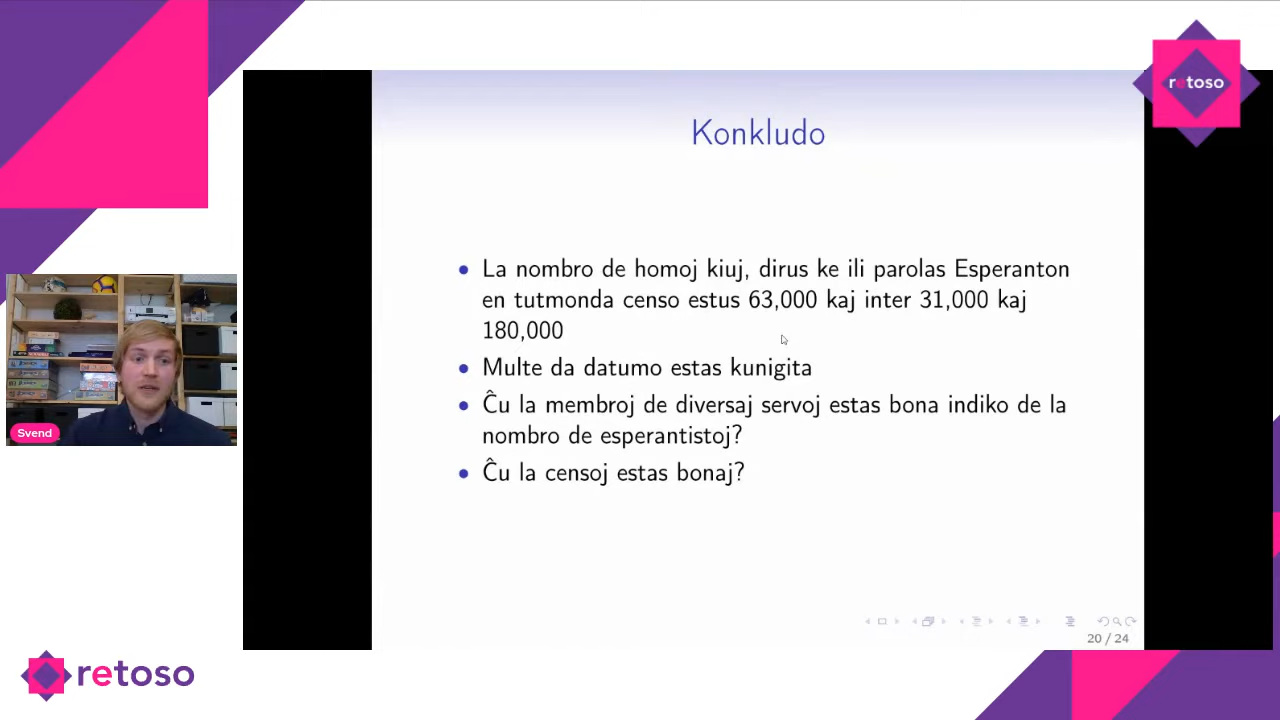 retoso
Konkludo
La nombro de homoj kiuj, dirus ke ili parolas Esperanton
en tutmonda censo estus 63,000 kaj inter 31,000 kaj
180,000
Multe da datumo estas kunigita
Ĉu la membroj de diversaj servoj estas bona indiko de la
nombro de esperantistoj?
Ĉu la censoj estas bonaj?
Svend
20 / 24
retoso